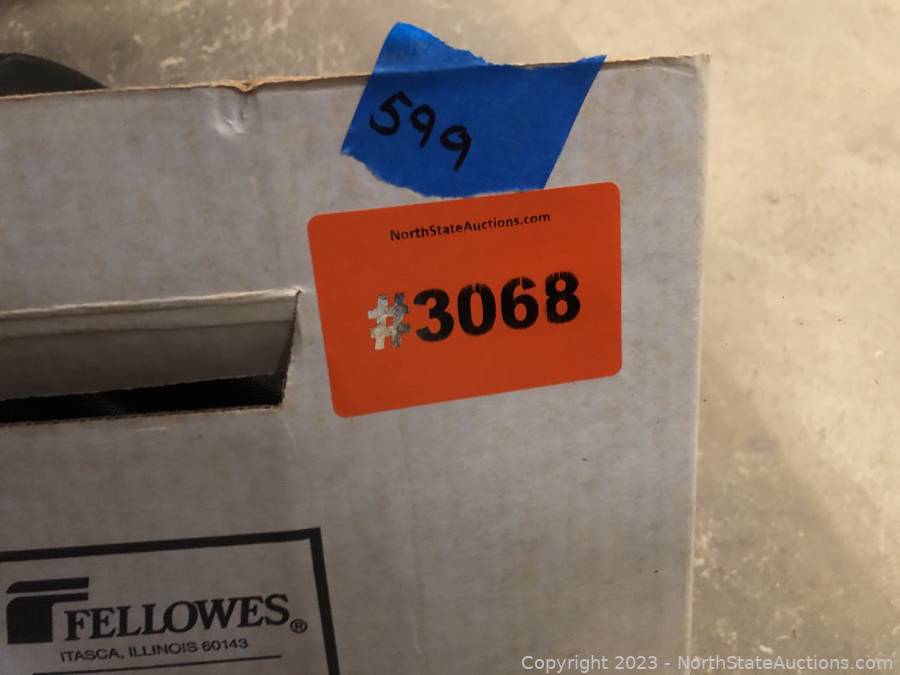 599
NorthStateAuctions.com
#3068
FELLOWES®
ITASCA, ILLINOIS 60143
Copyright 2023 - NorthStateAuctions.com